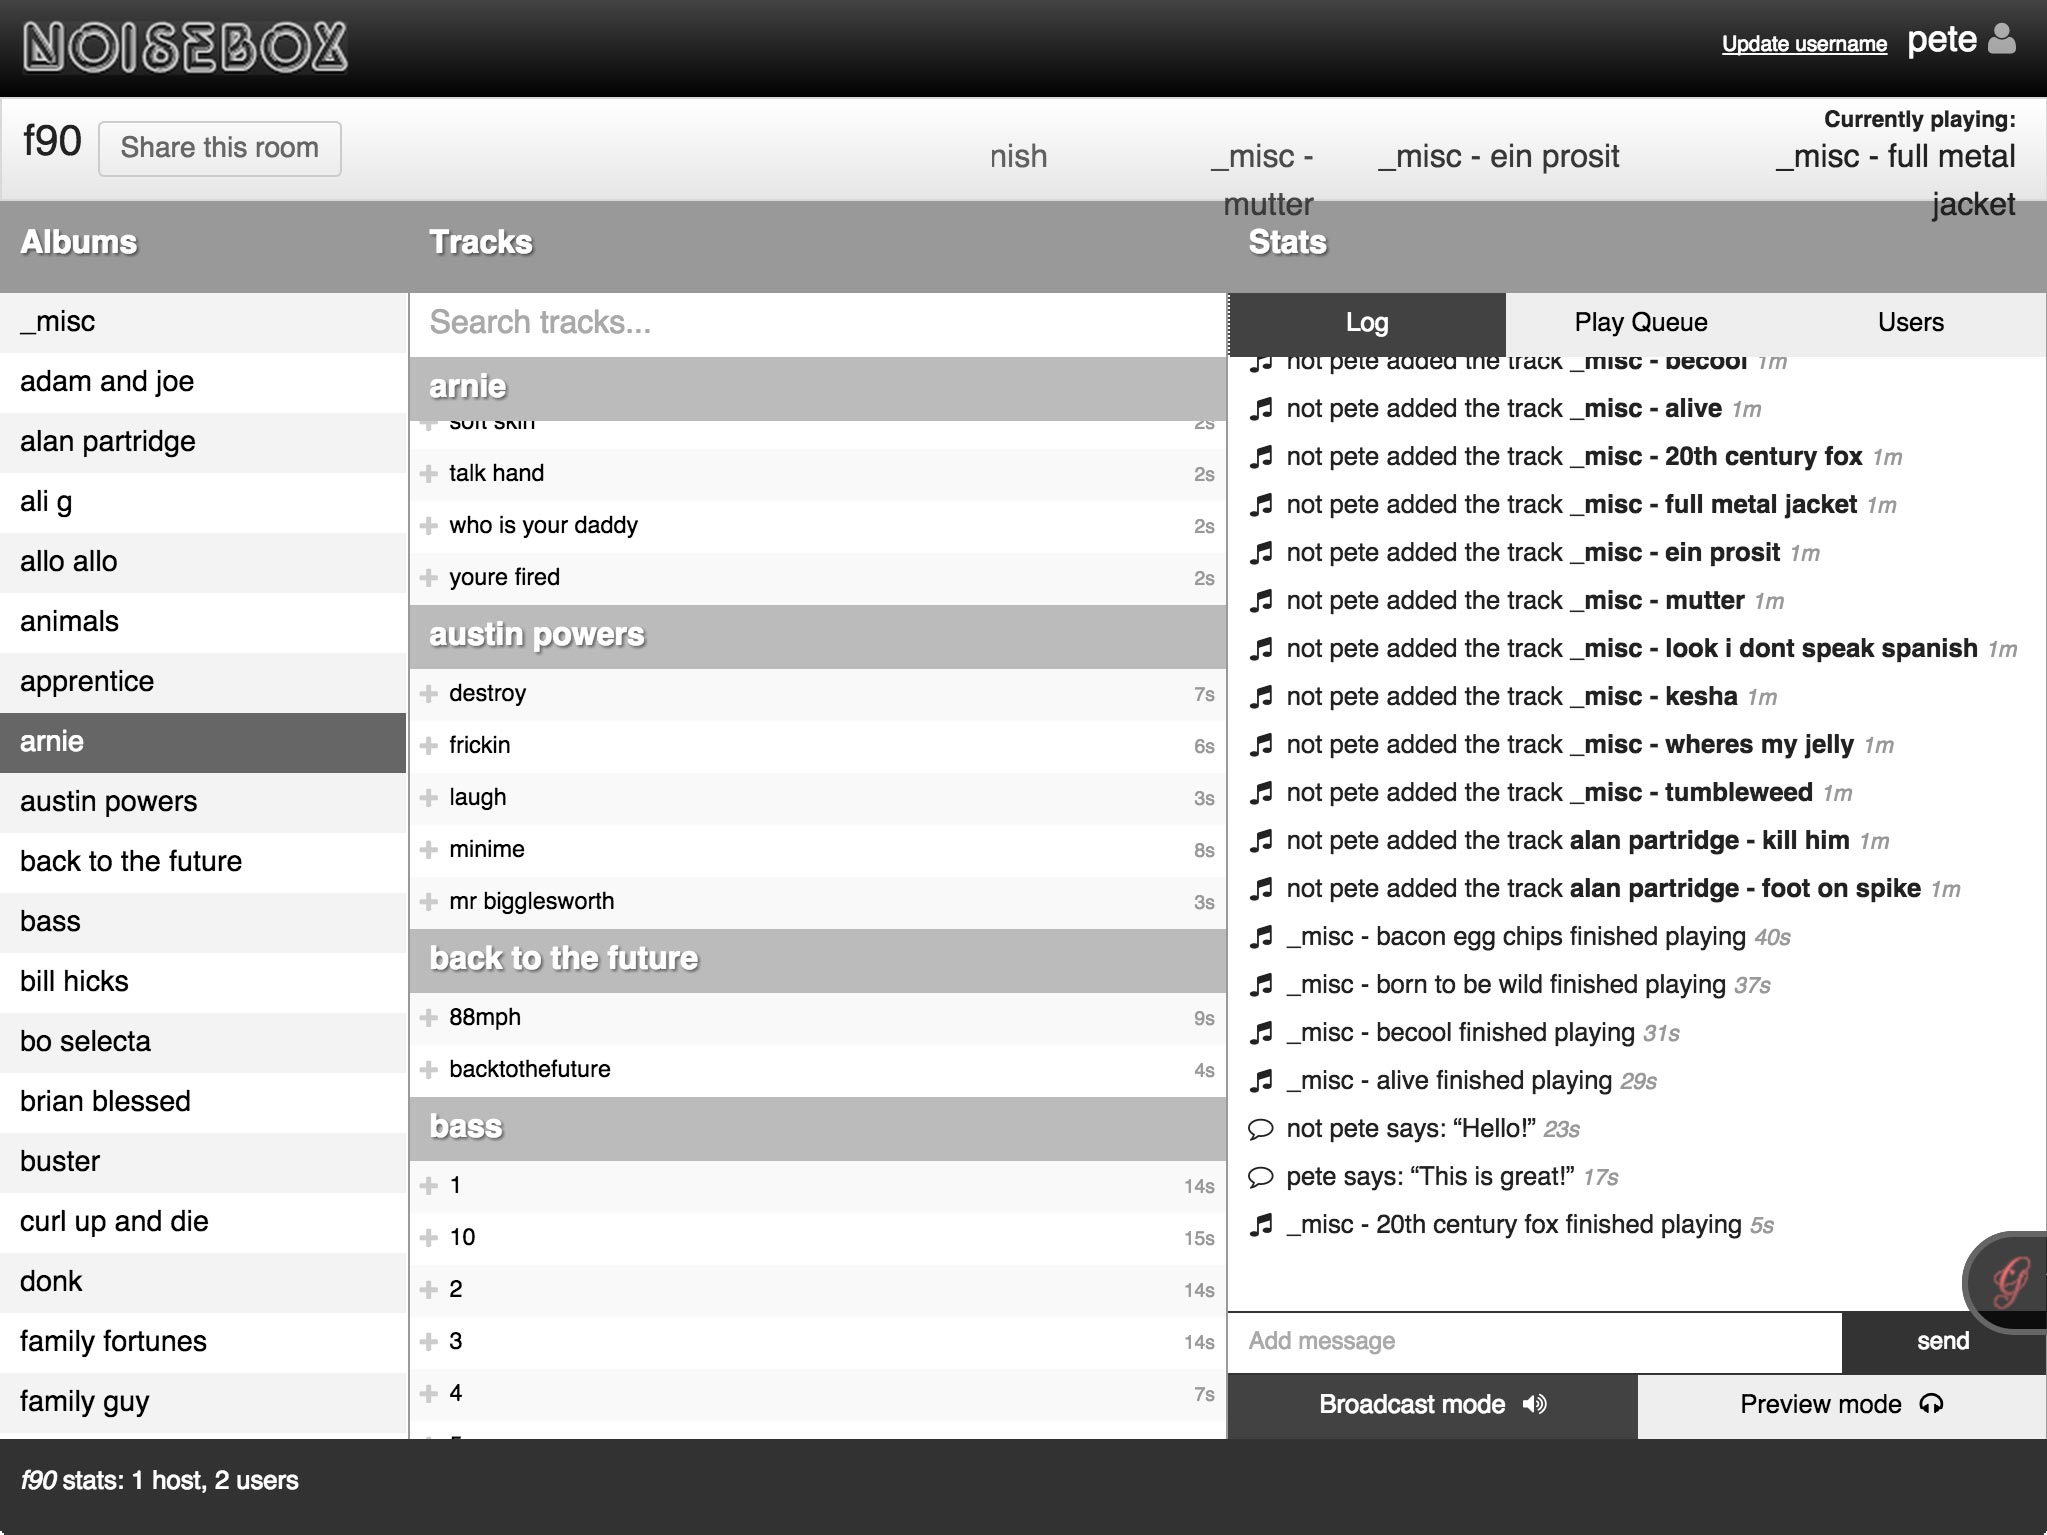 NOISEBOX
Update username pete
f90 Share this room
Currently playing:
nish
_misc -
mutter
_misc - ein prosit
_misc - full metal
jacket
Albums
_misc
adam and joe
alan partridge
ali g
allo allo
animals
apprentice
arnie
austin powers
back to the future
bass
bill hicks
bo selecta
brian blessed
buster
curl up and die
donk
family fortunes
family guy
Tracks
Search tracks...
arnie
soft skin 2s
talk hand 2s
who is your daddy 2s
youre fired 2s
austin powers
destroy 7s
frickin 6s
laugh 3s
minime 8s
mr bigglesworth 3s
back to the future
88mph 9s
backtothefuture 4s
bass
1 14s
10 15s
2 14s
3 14s
4 7s
Stats
Log Play Queue Users
not pete added the track _misc - becool 1m
not pete added the track _misc - alive 1m
not pete added the track _misc - 20th century fox 1m
not pete added the track _misc - full metal jacket 1m
not pete added the track _misc - ein prosit 1m
not pete added the track _misc - mutter 1m
not pete added the track _misc - look i dont speak spanish 1m
not pete added the track _misc - kesha 1m
not pete added the track _misc - wheres my jelly 1m
not pete added the track _misc - tumbleweed 1m
not pete added the track alan partridge - kill him 1m
not pete added the track alan partridge - foot on spike 1m
_misc - bacon egg chips finished playing 40s
_misc - born to be wild finished playing 37s
_misc - becool finished playing 31s
_misc - alive finished playing 29s
not pete says: “Hello!” 23s
pete says: “This is great!” 17s
_misc - 20th century fox finished playing 5s
G
Add message send
Broadcast mode Preview mode
f90 stats: 1 host, 2 users